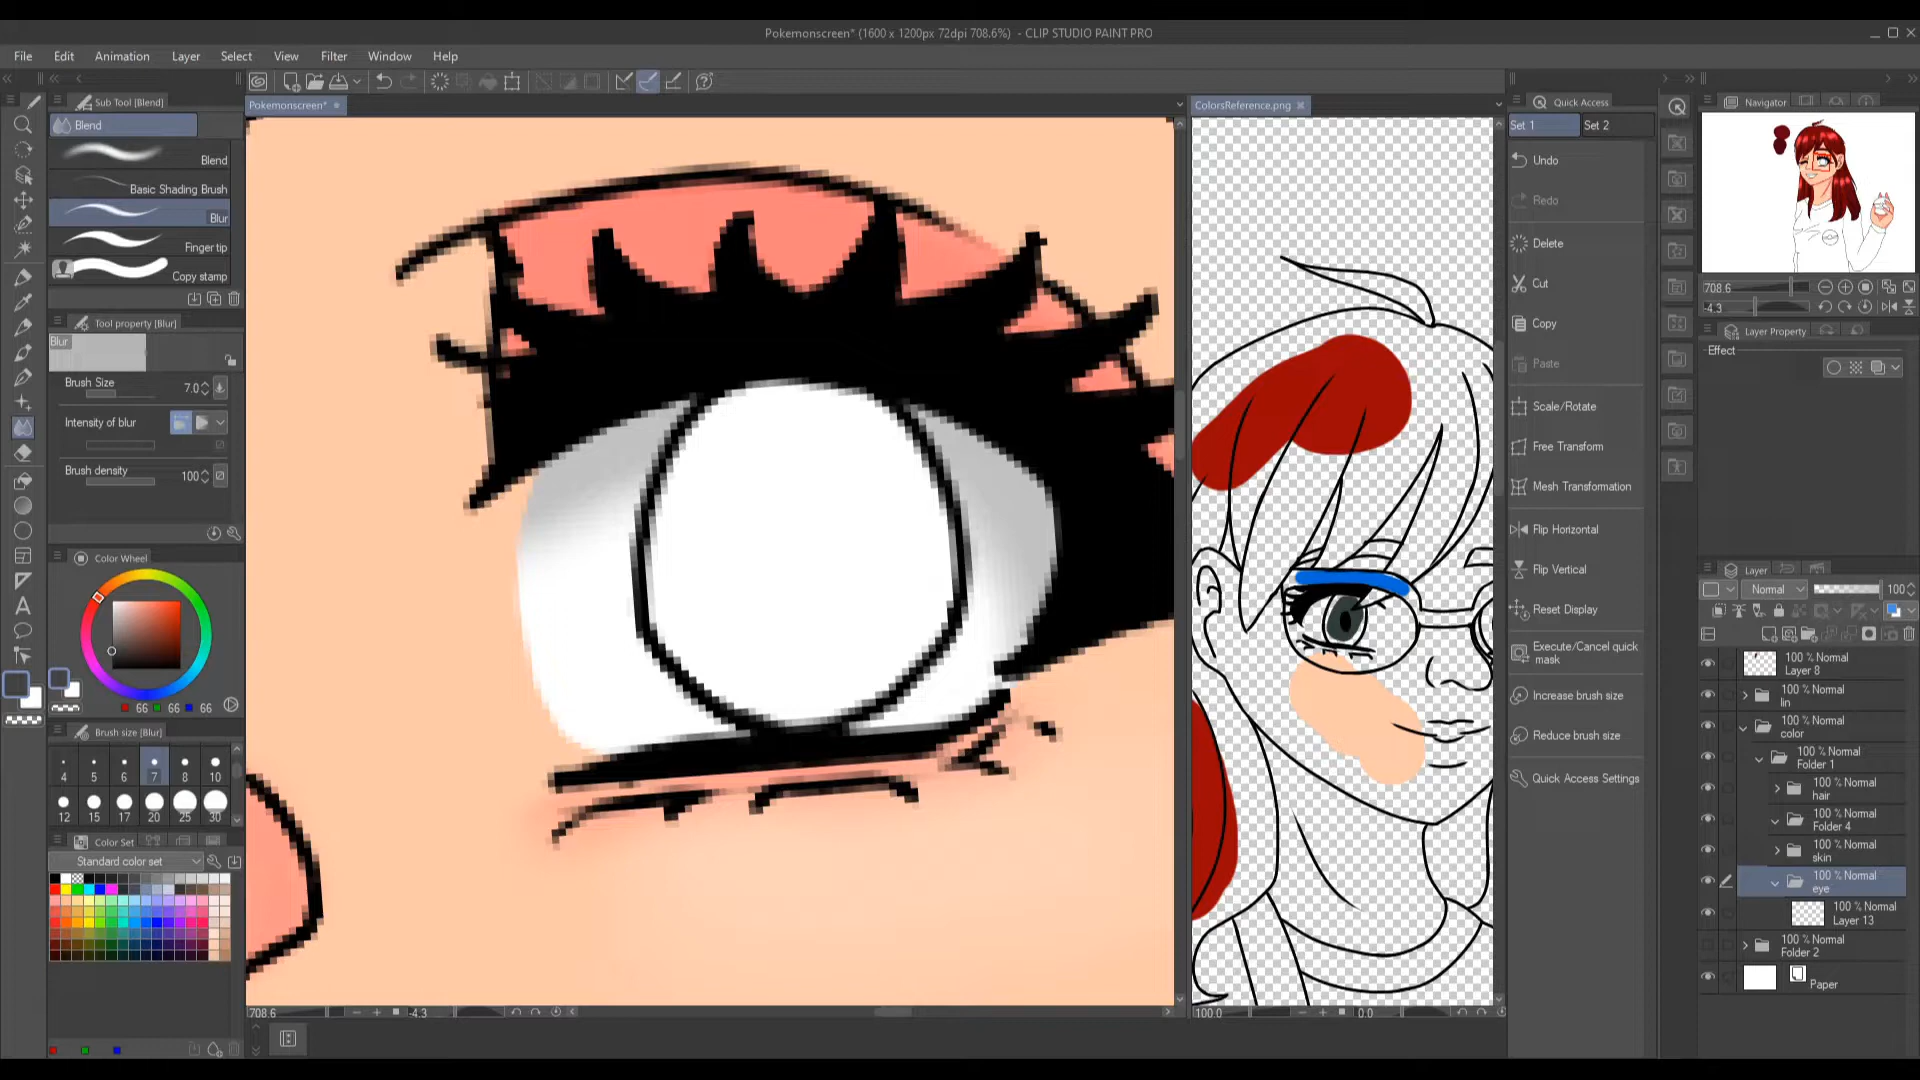 Pokemonscreen* (1600 x 1200px 72dpi 708.6%) - CLIP STUDIO PAINT PRO
File Edit Animation Layer Select View Filter Window Help
Sub Tool [Blend]
Blend
Blend
Basic Shading Brush
Blur
Finger tip
Copy stamp
Tool property [Blur]
Blur
Brush Size 7.0
Intensity of blur
Brush density 100
Color Wheel
66 66 66
Brush size [Blur]
4 5 6 7 8 10
12 15 17 20 25 30
Color Set
Standard color set
Pokemonscreen*
708.6 -4.3
ColorsReference.png
100.0 0.0
Quick Access
Set 1 Set 2
Undo
Redo
Delete
Cut
Copy
Paste
Scale/Rotate
Free Transform
Mesh Transformation
Flip Horizontal
Flip Vertical
Reset Display
Execute/Cancel quick
mask
Increase brush size
Reduce brush size
Quick Access Settings
Navigator
708.6
-4.3
Layer Property
Effect
Layer
Normal 100
100 % Normal
Layer 8
100 % Normal
lin
100 % Normal
color
100 % Normal
Folder 1
100 % Normal
hair
100 % Normal
Folder 4
100 % Normal
skin
100 % Normal
eye
100 % Normal
Layer 13
100 % Normal
Folder 2
Paper